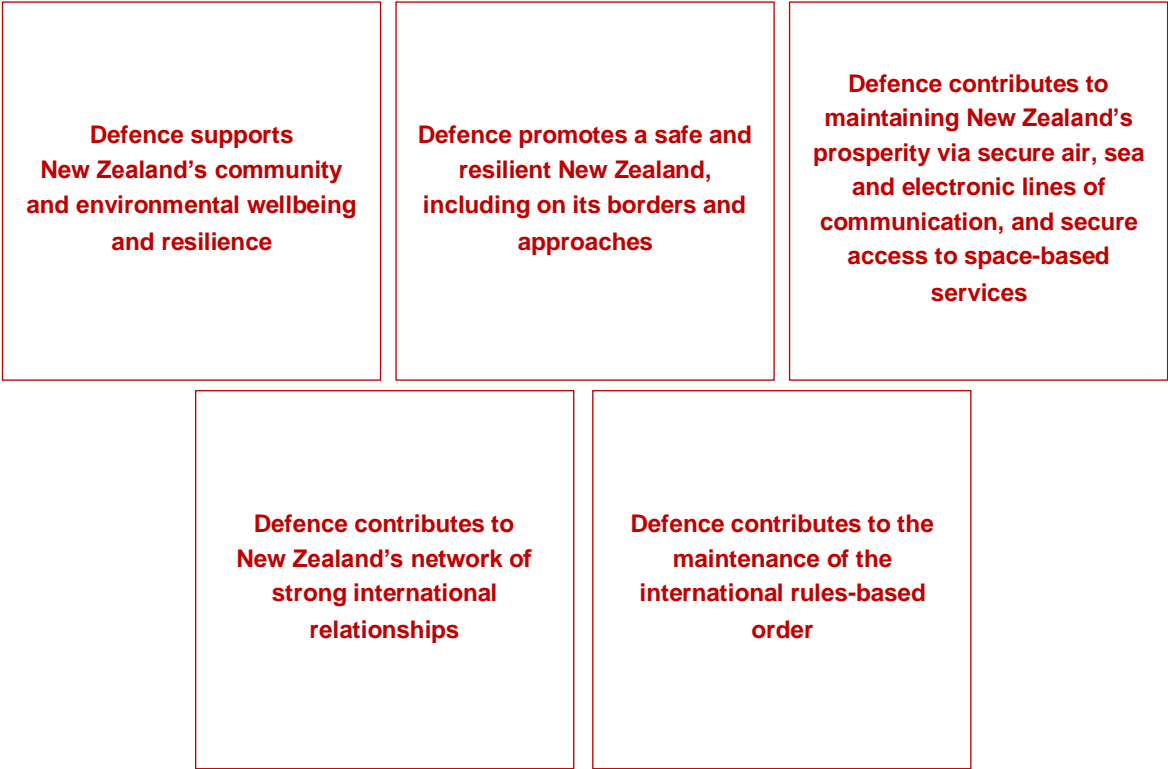 Defence supports
New Zealand’s community
and environmental wellbeing
and resilience
Defence promotes a safe and
resilient New Zealand,
including on its borders and
approaches
Defence contributes to
maintaining New Zealand’s
prosperity via secure air, sea
and electronic lines of
communication, and secure
access to space-based
services
Defence contributes to
New Zealand’s network of
strong international
relationships
Defence contributes to the
maintenance of the
international rules-based
order